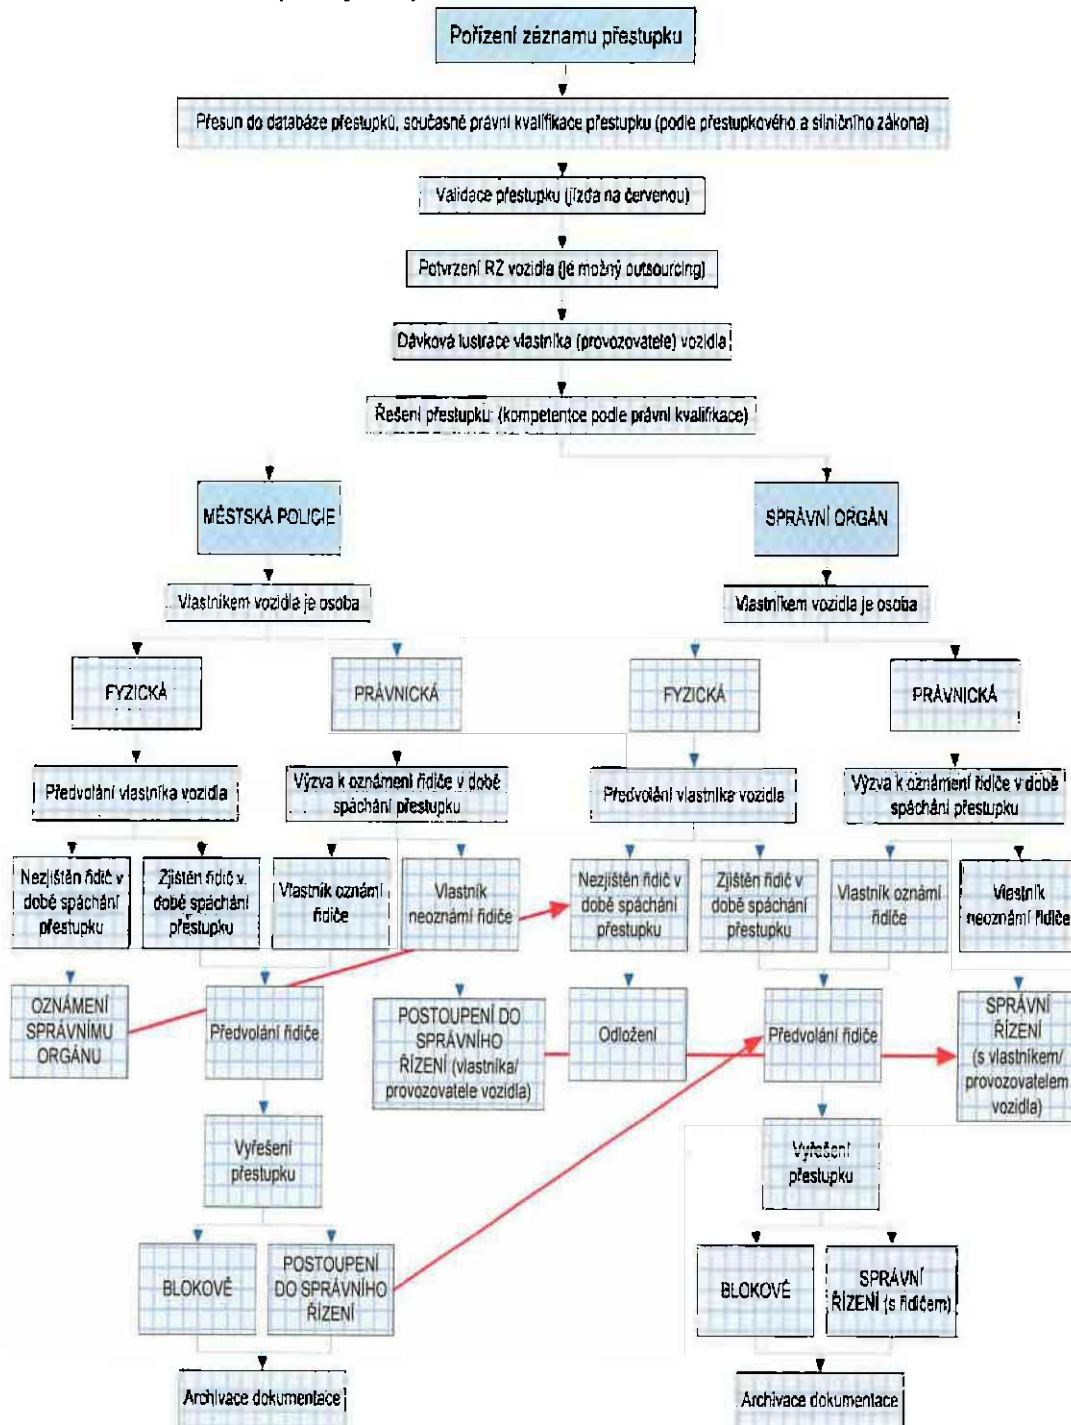 Pořízení záznamu přestupku
Přesun do databáze přestupků, současně právní kvalifikace přestupku (podle přestupkového a silničního zákona)
Validace přestupku (jízda na červenou)
Potvrzení RZ vozidla (je možný outsourcing)
Dávková lustrace vlastníka (provozovatele) vozidla
Řešení přestupku (kompetentce podle právní kvalifikace)
MĚSTSKÁ POLICIE
SPRÁVNÍ ORGÁN
Vlastníkem vozidla je osoba
Vlastníkem vozidla je osoba
FYZICKÁ
PRÁVNICKÁ
FYZICKÁ
PRÁVNICKÁ
Předvolání vlastníka vozidla
Výzva k oznámení řidiče v době
spáchání přestupku
Předvolání vlastníka vozidla
Výzva k oznámení řidiče v době
spáchání přestupku
Nezjištěn řidič v
době spáchání
přestupku
Zjištěn řidič v
době spáchání
přestupku
Vlastník oznámí
řidiče
Vlastník
neoznámí řidiče
Nezjištěn řidič v
době spáchání
přestupku
Zjištěn řidič v
době spáchání
přestupku
Vlastník oznámí
řidiče
Vlastník
neoznámí řidiče
OZNÁMENÍ
SPRÁVNÍMU
ORGÁNU
Předvolání řidiče
POSTOUPENÍ DO
SPRÁVNÍHO
ŘÍZENÍ (vlastníka/
provozovatele vozidla)
Odložení
Předvolání řidiče
SPRÁVNÍ
ŘÍZENÍ
(s vlastníkem/
provozovatelem
vozidla)
Vyřešení
přestupku
Vyřešení
přestupku
BLOKOVÉ
POSTOUPENÍ
DO SPRÁVNÍHO
ŘÍZENÍ
BLOKOVÉ
SPRÁVNÍ
ŘÍZENÍ (s řidičem)
Archivace dokumentace
Archivace dokumentace